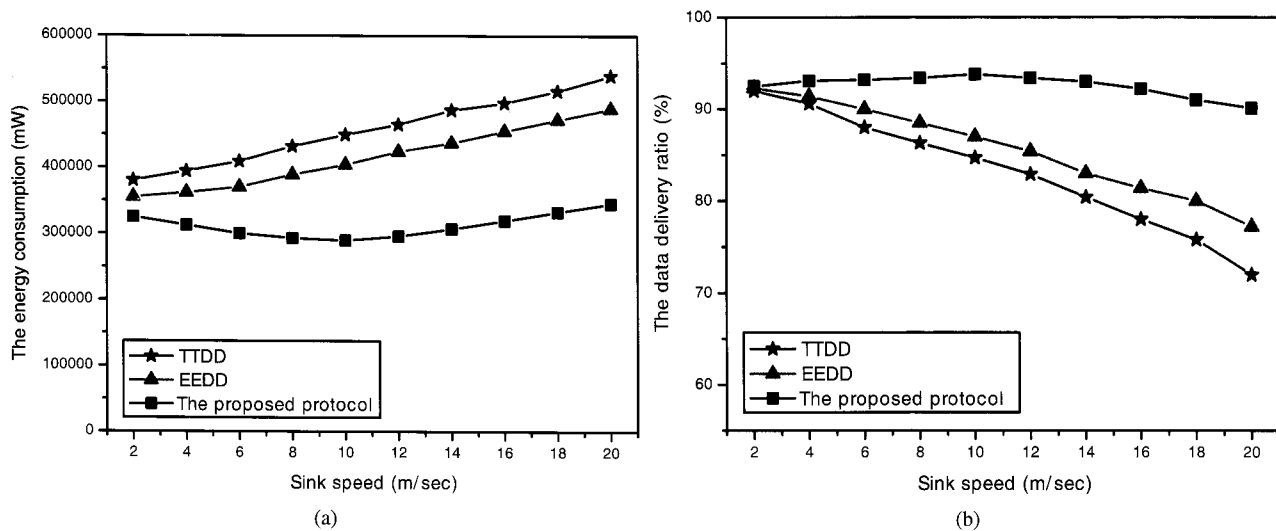 The energy consumption (mW)
600000
500000
400000
300000
200000
100000
0
TTDD
EEDD
The proposed protocol
2 4 6 8 10 12 14 16 18 20
Sink speed (m/sec)
(a)
The data delivery ratio (%)
100
90
80
70
60
TTDD
EEDD
The proposed protocol
2 4 6 8 10 12 14 16 18 20
Sink speed (m/sec)
(b)